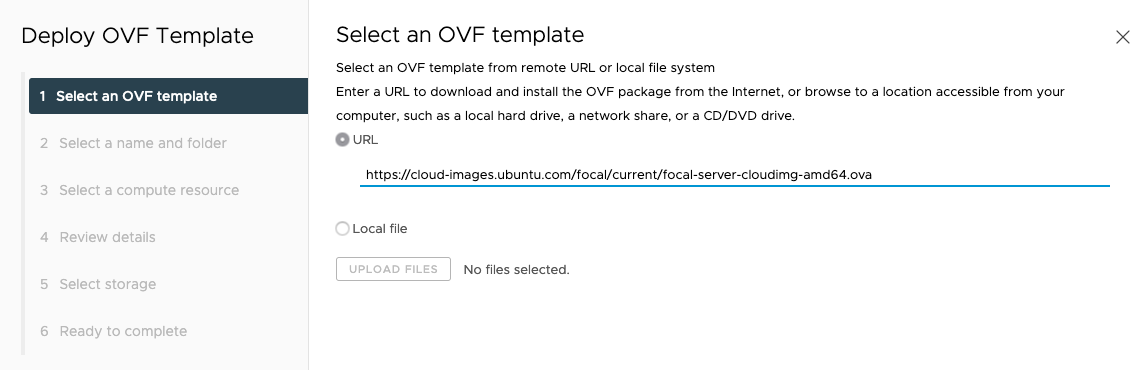 Deploy OVF Template
1 Select an OVF template
2 Select a name and folder
3 Select a compute resource
4 Review details
5 Select storage
6 Ready to complete
Select an OVF template
Select an OVF template from remote URL or local file system
Enter a URL to download and install the OVF package from the Internet, or browse to a location accessible from your
computer, such as a local hard drive, a network share, or a CD/DVD drive.
URL
https://cloud-images.ubuntu.com/focal/current/focal-server-cloudimg-amd64.ova
Local file
UPLOAD FILES No files selected.